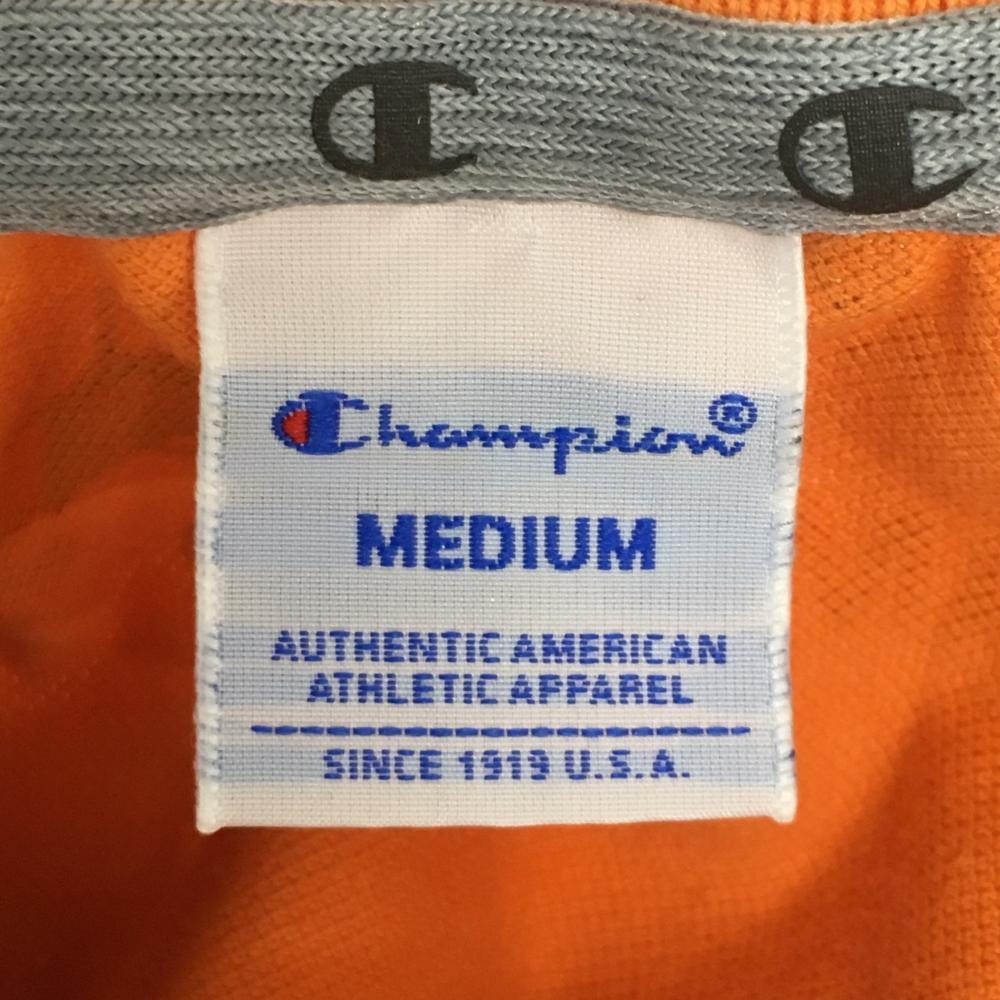 Champion®
MEDIUM
AUTHENTIC AMERICAN
ATHLETIC APPAREL
SINCE 1919 U.S.A.